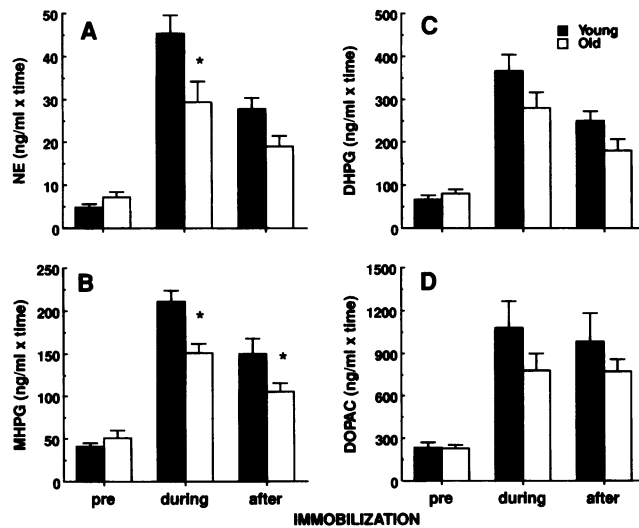 A
50
40
30
20
10
0
NE (ng/ml x time)
*
C
Young
Old
500
400
300
200
100
0
DHPG (ng/ml x time)
B
250
200
150
100
50
0
MHPG (ng/ml x time)
*
*
pre during after
D
1500
1200
900
600
300
0
DOPAC (ng/ml x time)
pre during after
IMMOBILIZATION